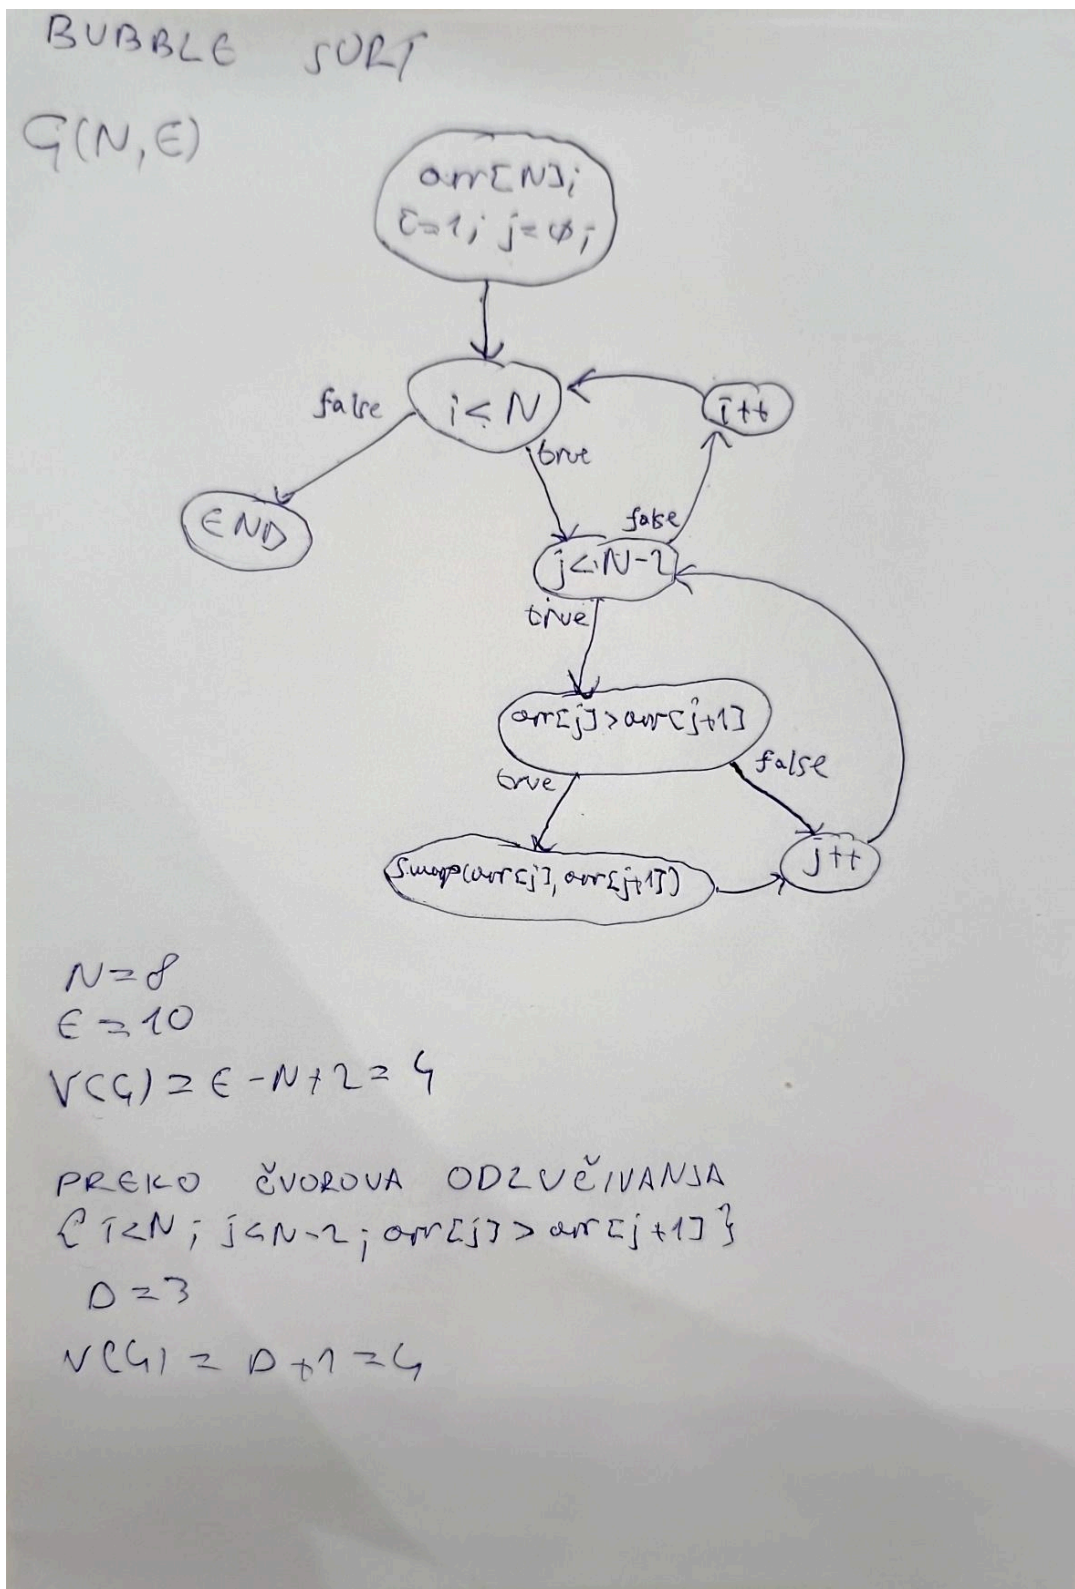 BUBBLE SORT
G(N,E)
arr[N];
i=1; j=0;
i<N
false
true
i++
END
false
j<N-2
true
arr[j]>arr[j+1]
true
false
Swap(arr[j], arr[j+1])
j++
N=8
E=10
V(G)=E-N+2=4
PREKO ČVOROVA ODLUČIVANJA
{i<N; j<N-2; arr[j]>arr[j+1]}
D=3
V(G)=D+1=4